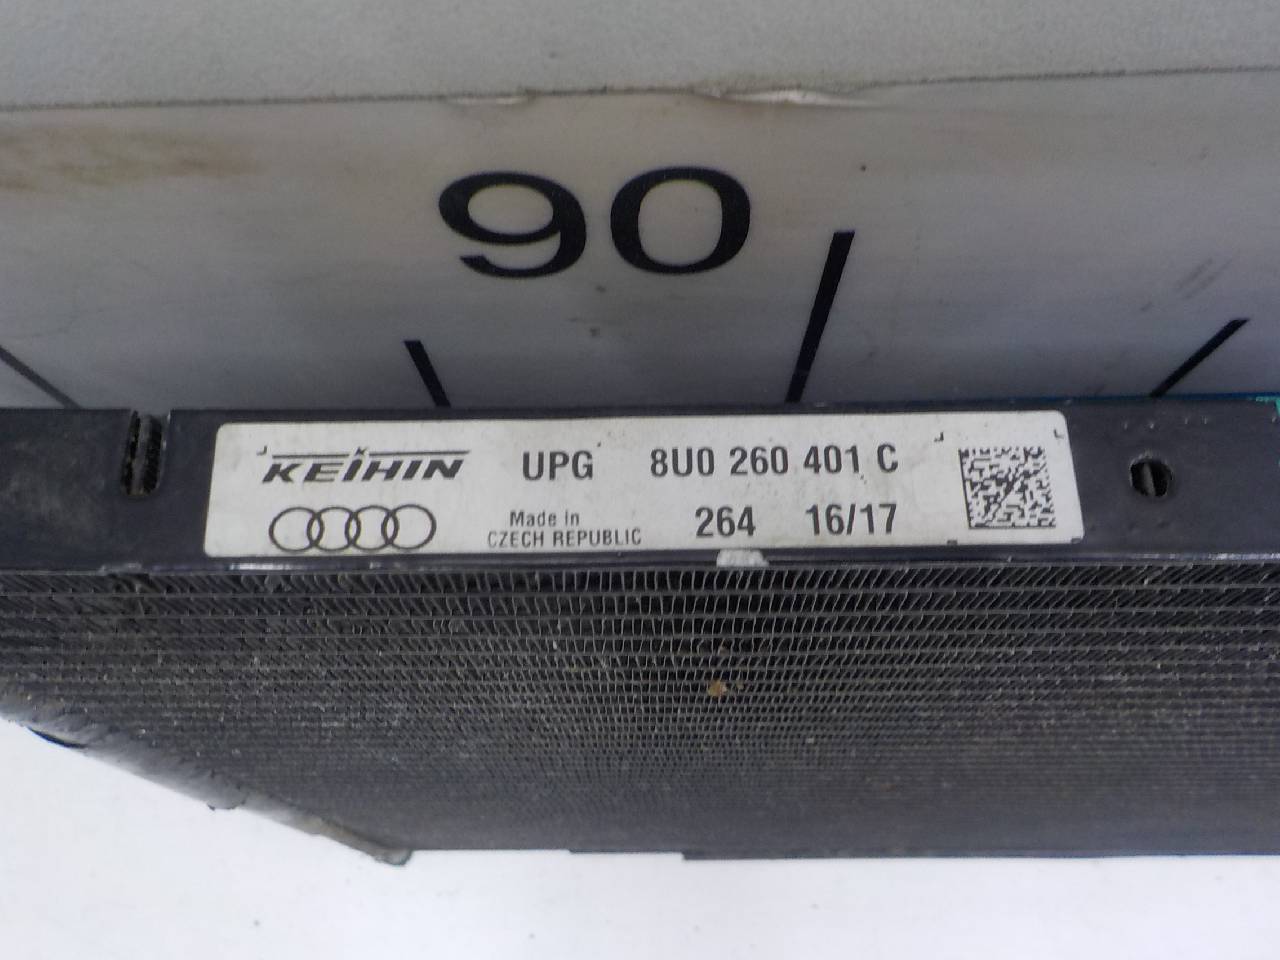 90
KEIHIN UPG 8U0 260 401 C
Made in
CZECH REPUBLIC 264 16/17